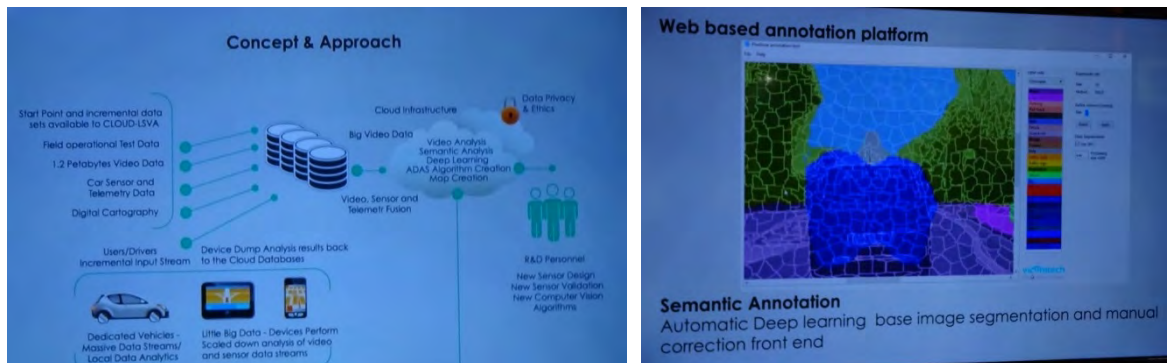 Concept & Approach
Start Point and incremental data
sets available to CLOUD-LSVA
Field operational Test Data
1.2 Petabytes Video Data
Car Sensor and
Telemetry Data
Digital Cartography
Users/Driven
Incremental Input Stream
Device Dump Analysis results back
to the Cloud Databases
Dedicated Vehicles -
Massive Data Streams/
Local Data Analytics
Little Big Data - Devices Perform
Scaled down analysis of video
and sensor data streams
Cloud Infrastructure
Big Video Data
Video, Sensor and
Telemetr Fusion
Video Analysis
Semantic Analysis
Deep Learning
ADAS Algorithm Creation
Map Creation
Data Privacy
& Ethics
R&D Personnel
New Sensor Design
New Sensor Validation
New Computer Vision
Algorithms
Web based annotation platform
Semantic Annotation
Automatic Deep learning base image segmentation and manual
correction front end